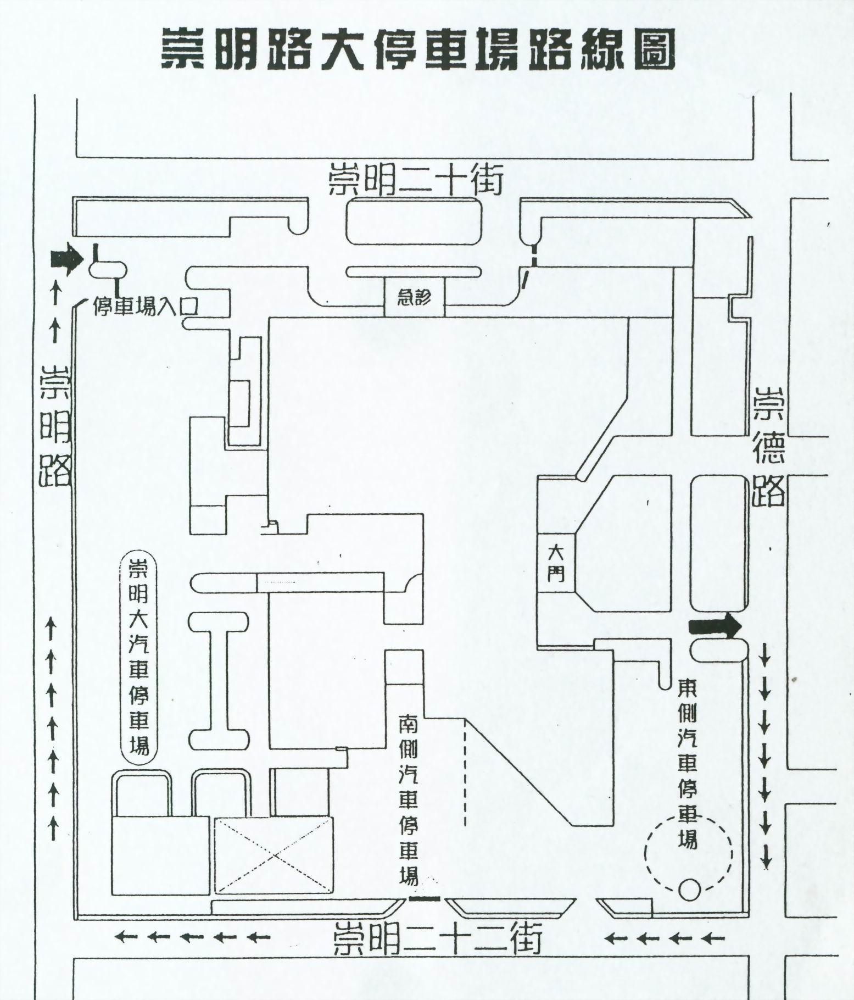 崇明路大停車場路線圖
崇明二十街
急診
停車場入口
崇明路
崇德路
大門
崇明大汽車停車場
東側汽車停車場
南側汽車停車場
崇明二十二街